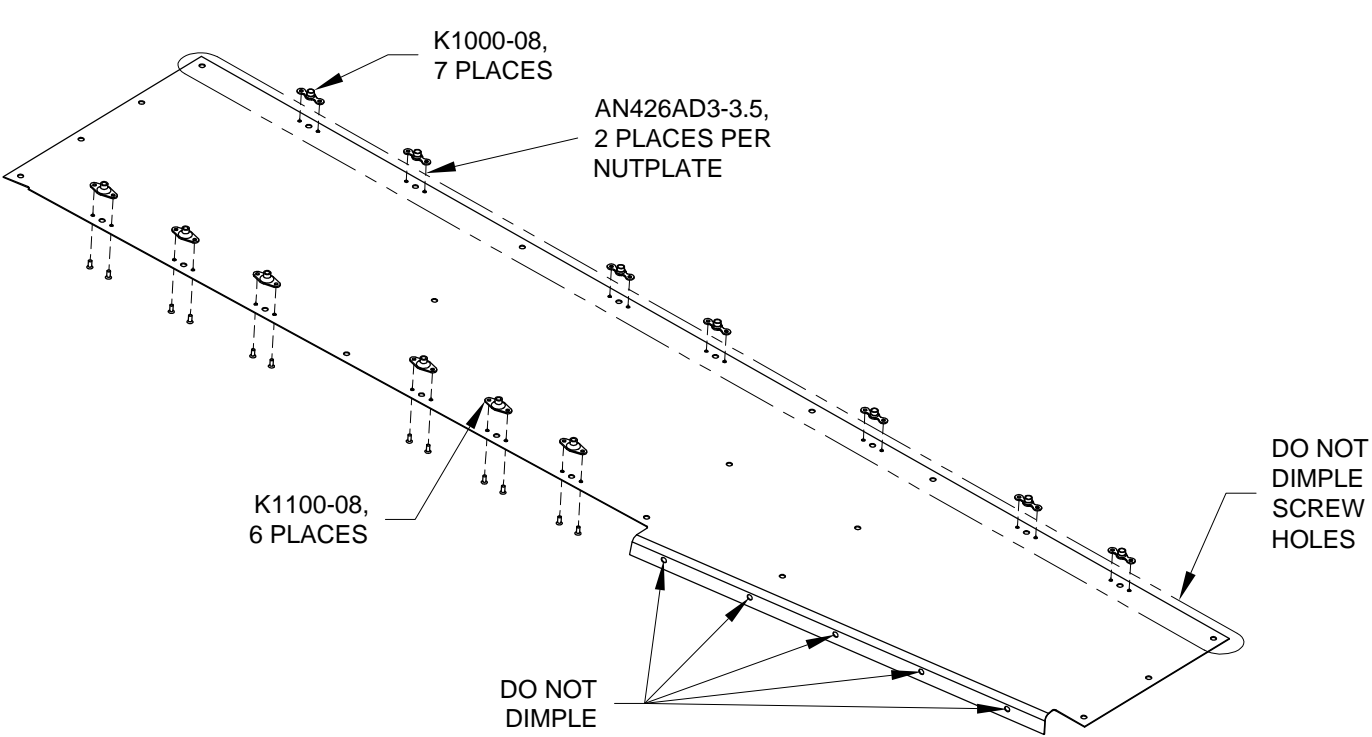 K1000-08,
7 PLACES
AN426AD3-3.5,
2 PLACES PER
NUTPLATE
K1100-08,
6 PLACES
DO NOT
DIMPLE
SCREW
HOLES
DO NOT
DIMPLE